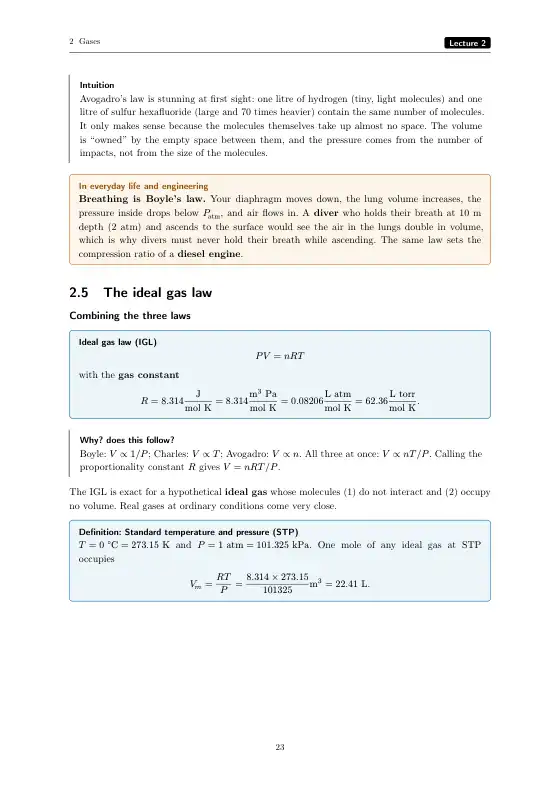 2 Gases
Lecture 2
Intuition
Avogadro's law is stunning at first sight: one litre of hydrogen (tiny, light molecules) and one
litre of sulfur hexafluoride (large and 70 times heavier) contain the same number of molecules.
It only makes sense because the molecules themselves take up almost no space. The volume
is “owned” by the empty space between them, and the pressure comes from the number of
impacts, not from the size of the molecules.
In everyday life and engineering
Breathing is Boyle's law. Your diaphragm moves down, the lung volume increases, the
pressure inside drops below P_atm, and air flows in. A diver who holds their breath at 10 m
depth (2 atm) and ascends to the surface would see the air in the lungs double in volume,
which is why divers must never hold their breath while ascending. The same law sets the
compression ratio of a diesel engine.
2.5 The ideal gas law
Combining the three laws
Ideal gas law (IGL)
PV = nRT
with the gas constant
R = 8.314 J/(mol K) = 8.314 m³ Pa/(mol K) = 0.08206 L atm/(mol K) = 62.36 L torr/(mol K).
Why? does this follow?
Boyle: V ∝ 1/P; Charles: V ∝ T; Avogadro: V ∝ n. All three at once: V ∝ nT/P. Calling the
proportionality constant R gives V = nRT/P.
The IGL is exact for a hypothetical ideal gas whose molecules (1) do not interact and (2) occupy
no volume. Real gases at ordinary conditions come very close.
Definition: Standard temperature and pressure (STP)
T = 0 °C = 273.15 K and P = 1 atm = 101.325 kPa. One mole of any ideal gas at STP
occupies
V_m = RT/P = (8.314 × 273.15)/101325 m³ = 22.41 L.
23